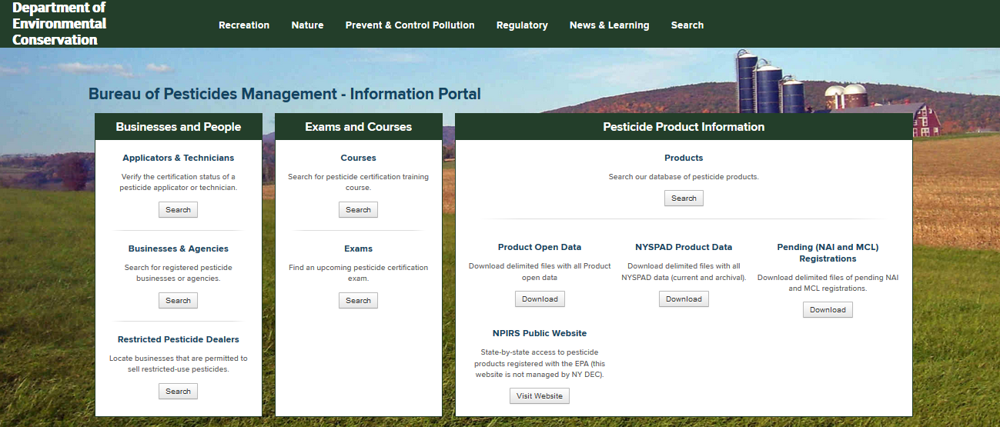 Department of
Environmental
Conservation
Recreation Nature Prevent & Control Pollution Regulatory News & Learning Search
Bureau of Pesticides Management - Information Portal
Businesses and People
Applicators & Technicians
Verify the certification status of a
pesticide applicator or technician.
Search
Businesses & Agencies
Search for registered pesticide
businesses or agencies.
Search
Restricted Pesticide Dealers
Locate businesses that are permitted to
sell restricted-use pesticides.
Search
Exams and Courses
Courses
Search for pesticide certification training
course.
Search
Exams
Find an upcoming pesticide certification
exam.
Search
Pesticide Product Information
Products
Search our database of pesticide products.
Search
Product Open Data
Download delimited files with all Product
open data
Download
NYSPAD Product Data
Download delimited files with all
NYSPAD data (current and archival).
Download
Pending (NAI and MCL)
Registrations
Download delimited files of pending NAI
and MCL registrations.
Download
NPIRS Public Website
State-by-state access to pesticide
products registered with the EPA (this
website is not managed by NY DEC).
Visit Website